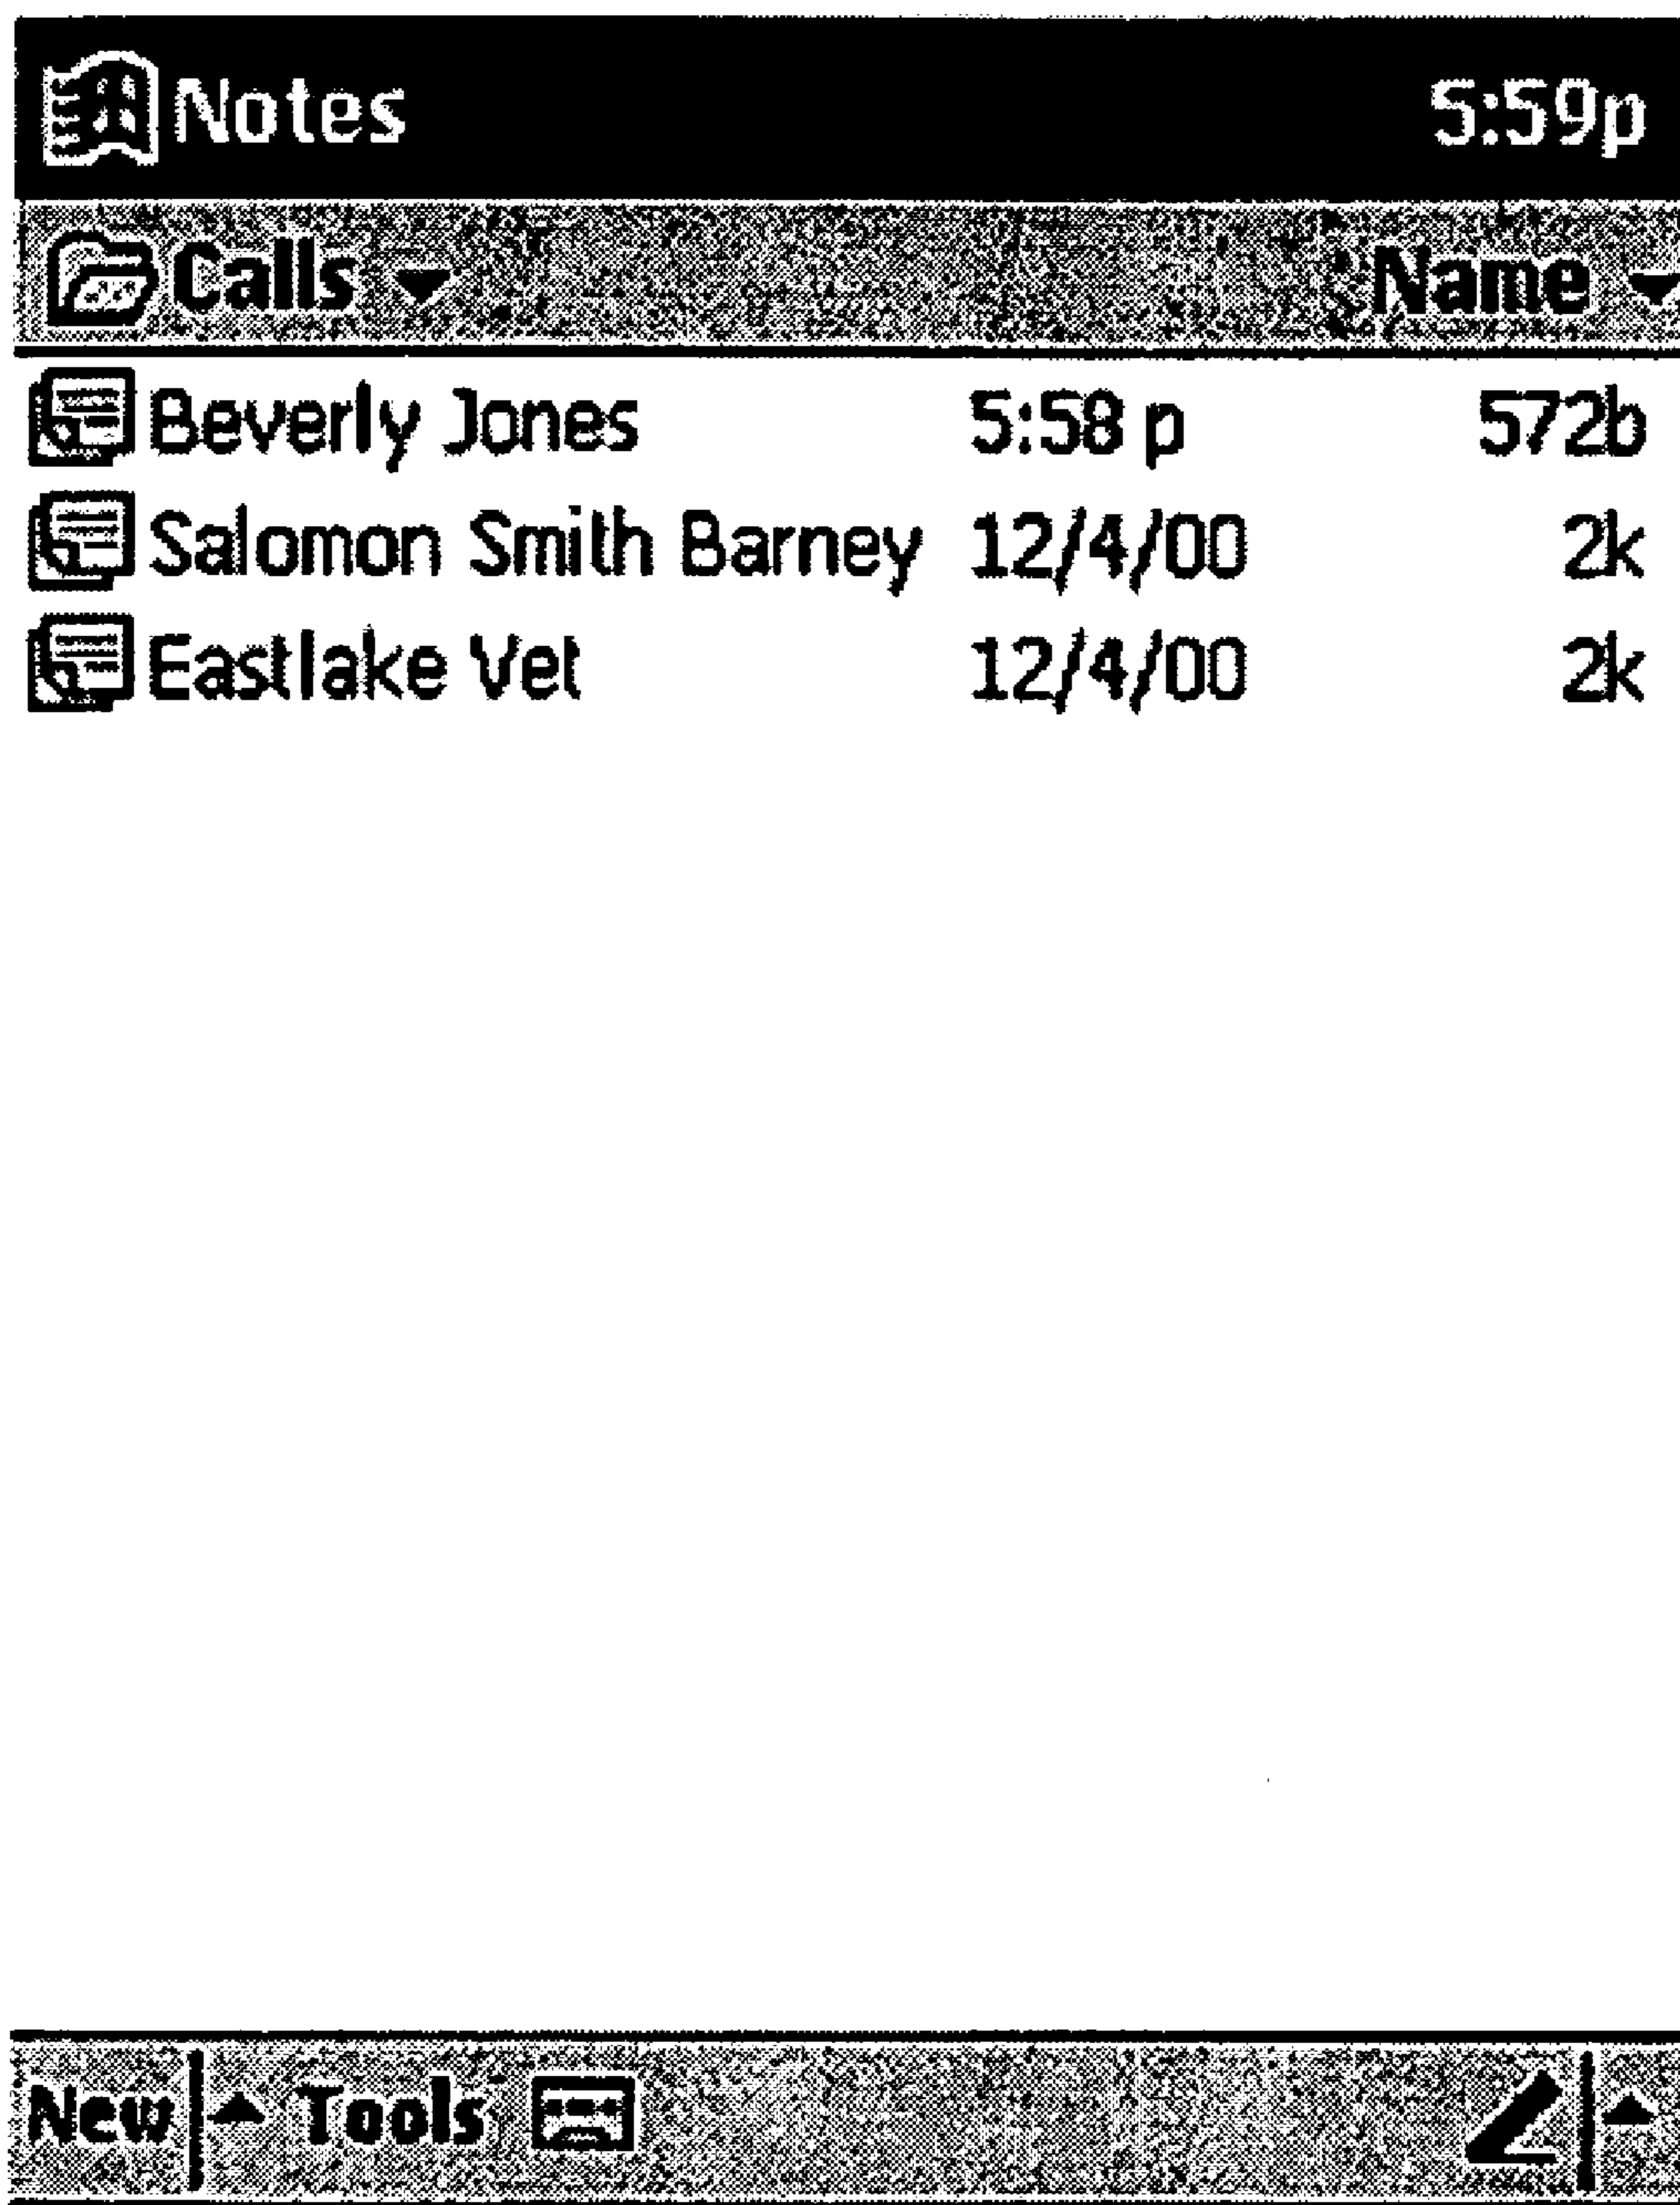 Notes 5:59p
Calls Name
Beverly Jones 5:58 p 572b
Salomon Smith Barney 12/4/00 2k
Eastlake Vet 12/4/00 2k
New Tools